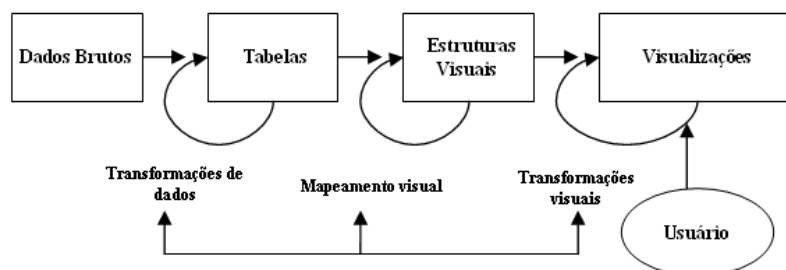 Dados Brutos
Tabelas
Estruturas
Visuais
Visualizações
Transformações de
dados
Mapeamento visual
Transformações
visuais
Usuário